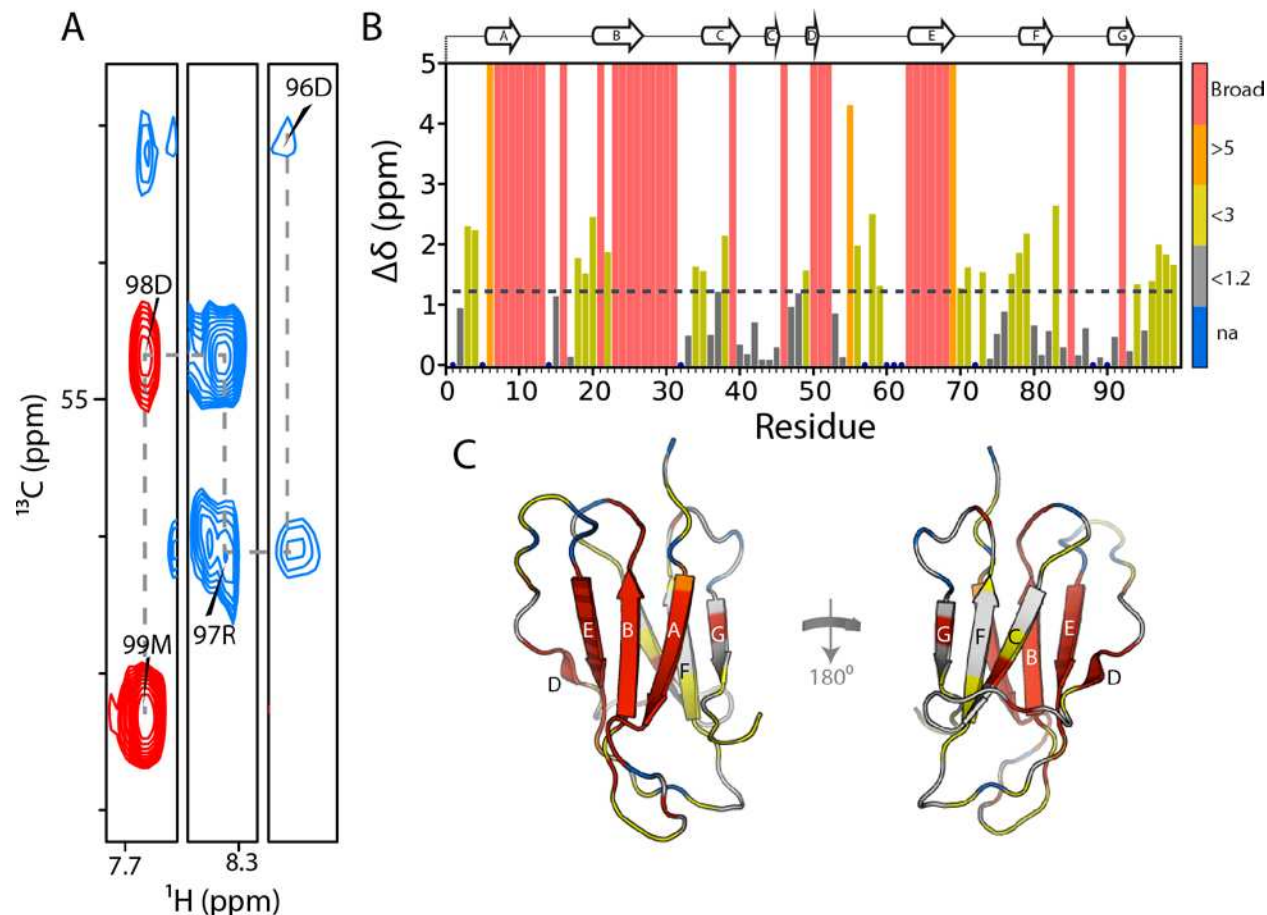 A
96D
98D
55
97R
99M
¹³C (ppm)
7.7
8.3
¹H (ppm)
B
A
B
C
C'
D
E
F
G
5
4
3
2
1
0
Δδ (ppm)
0
10
20
30
40
50
60
70
80
90
Residue
Broad
>5
<3
<1.2
na
C
E
B
A
G
F
D
180⁰
G
F
C
B
E
D